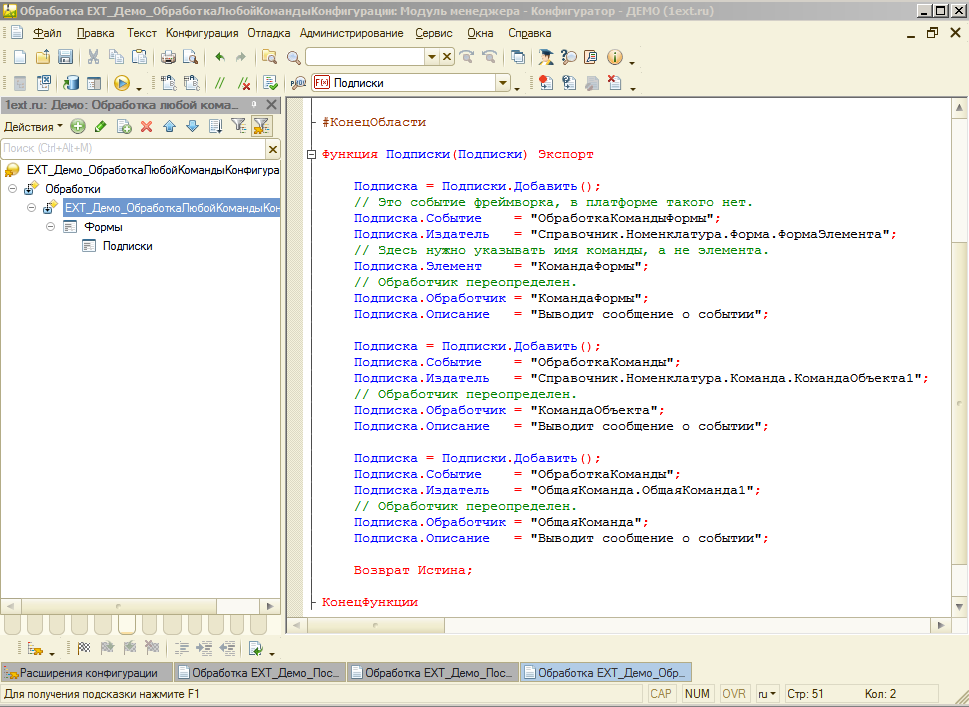 Обработка EXT_Демо_ОбработкаЛюбойКомандыКонфигурации: Модуль менеджера - Конфигуратор - ДЕМО (1ext.ru)
Файл Правка Текст Конфигурация Отладка Администрирование Сервис Окна Справка
Подписки
1ext.ru: Демо: Обработка любой кома...
Действия
Поиск (Ctrl+Alt+M)
EXT_Демо_ОбработкаЛюбойКомандыКонфигура
Обработки
EXT_Демо_ОбработкаЛюбойКомандыКон
Формы
Подписки
#КонецОбласти
Функция Подписки(Подписки) Экспорт
Подписка = Подписки.Добавить();
// Это событие фреймворка, в платформе такого нет.
Подписка.Событие    = "ОбработкаКомандыФормы";
Подписка.Издатель   = "Справочник.Номенклатура.Форма.ФормаЭлемента";
// Здесь нужно указывать имя команды, а не элемента.
Подписка.Элемент    = "КомандаФормы";
// Обработчик переопределен.
Подписка.Обработчик = "КомандаФормы";
Подписка.Описание   = "Выводит сообщение о событии";
Подписка = Подписки.Добавить();
Подписка.Событие    = "ОбработкаКоманды";
Подписка.Издатель   = "Справочник.Номенклатура.Команда.КомандаОбъекта1";
// Обработчик переопределен.
Подписка.Обработчик = "КомандаОбъекта";
Подписка.Описание   = "Выводит сообщение о событии";
Подписка = Подписки.Добавить();
Подписка.Событие    = "ОбработкаКоманды";
Подписка.Издатель   = "ОбщаяКоманда.ОбщаяКоманда1";
// Обработчик переопределен.
Подписка.Обработчик = "ОбщаяКоманда";
Подписка.Описание   = "Выводит сообщение о событии";
Возврат Истина;
КонецФункции
Расширения конфигурации Обработка EXT_Демо_Пос... Обработка EXT_Демо_Пос... Обработка EXT_Демо_Обр...
Для получения подсказки нажмите F1 CAP NUM OVR ru Стр: 51 Кол: 2